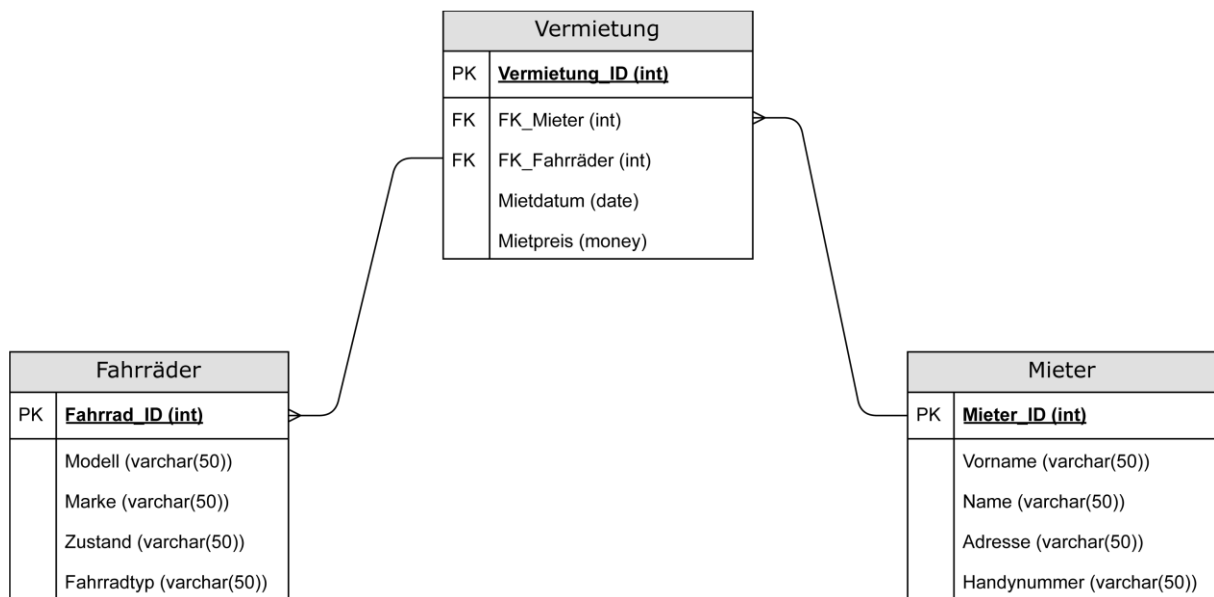 Vermietung
PK Vermietung_ID (int)
FK FK_Mieter (int)
FK FK_Fahrräder (int)
Mietdatum (date)
Mietpreis (money)
Fahrräder
PK Fahrrad_ID (int)
Modell (varchar(50))
Marke (varchar(50))
Zustand (varchar(50))
Fahrradtyp (varchar(50))
Mieter
PK Mieter_ID (int)
Vorname (varchar(50))
Name (varchar(50))
Adresse (varchar(50))
Handynummer (varchar(50))